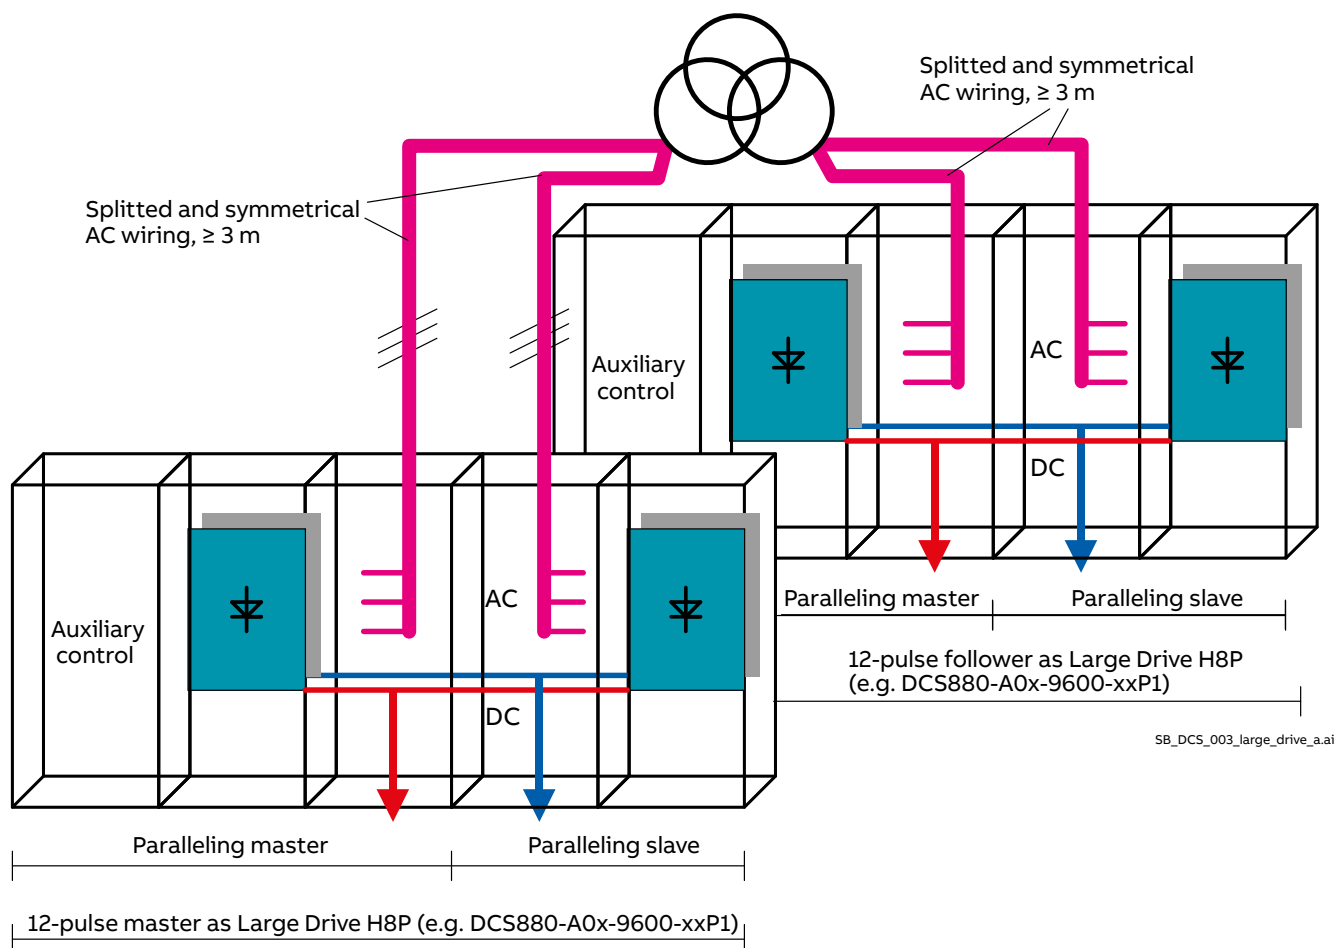 Splitted and symmetrical
AC wiring, ≥ 3 m
Splitted and symmetrical
AC wiring, ≥ 3 m
Auxiliary
control
AC
DC
Paralleling master
Paralleling slave
12-pulse follower as Large Drive H8P
(e.g. DCS880-A0x-9600-xxP1)
SB_DCS_003_large_drive_a.ai
Auxiliary
control
AC
DC
Paralleling master
Paralleling slave
12-pulse master as Large Drive H8P (e.g. DCS880-A0x-9600-xxP1)